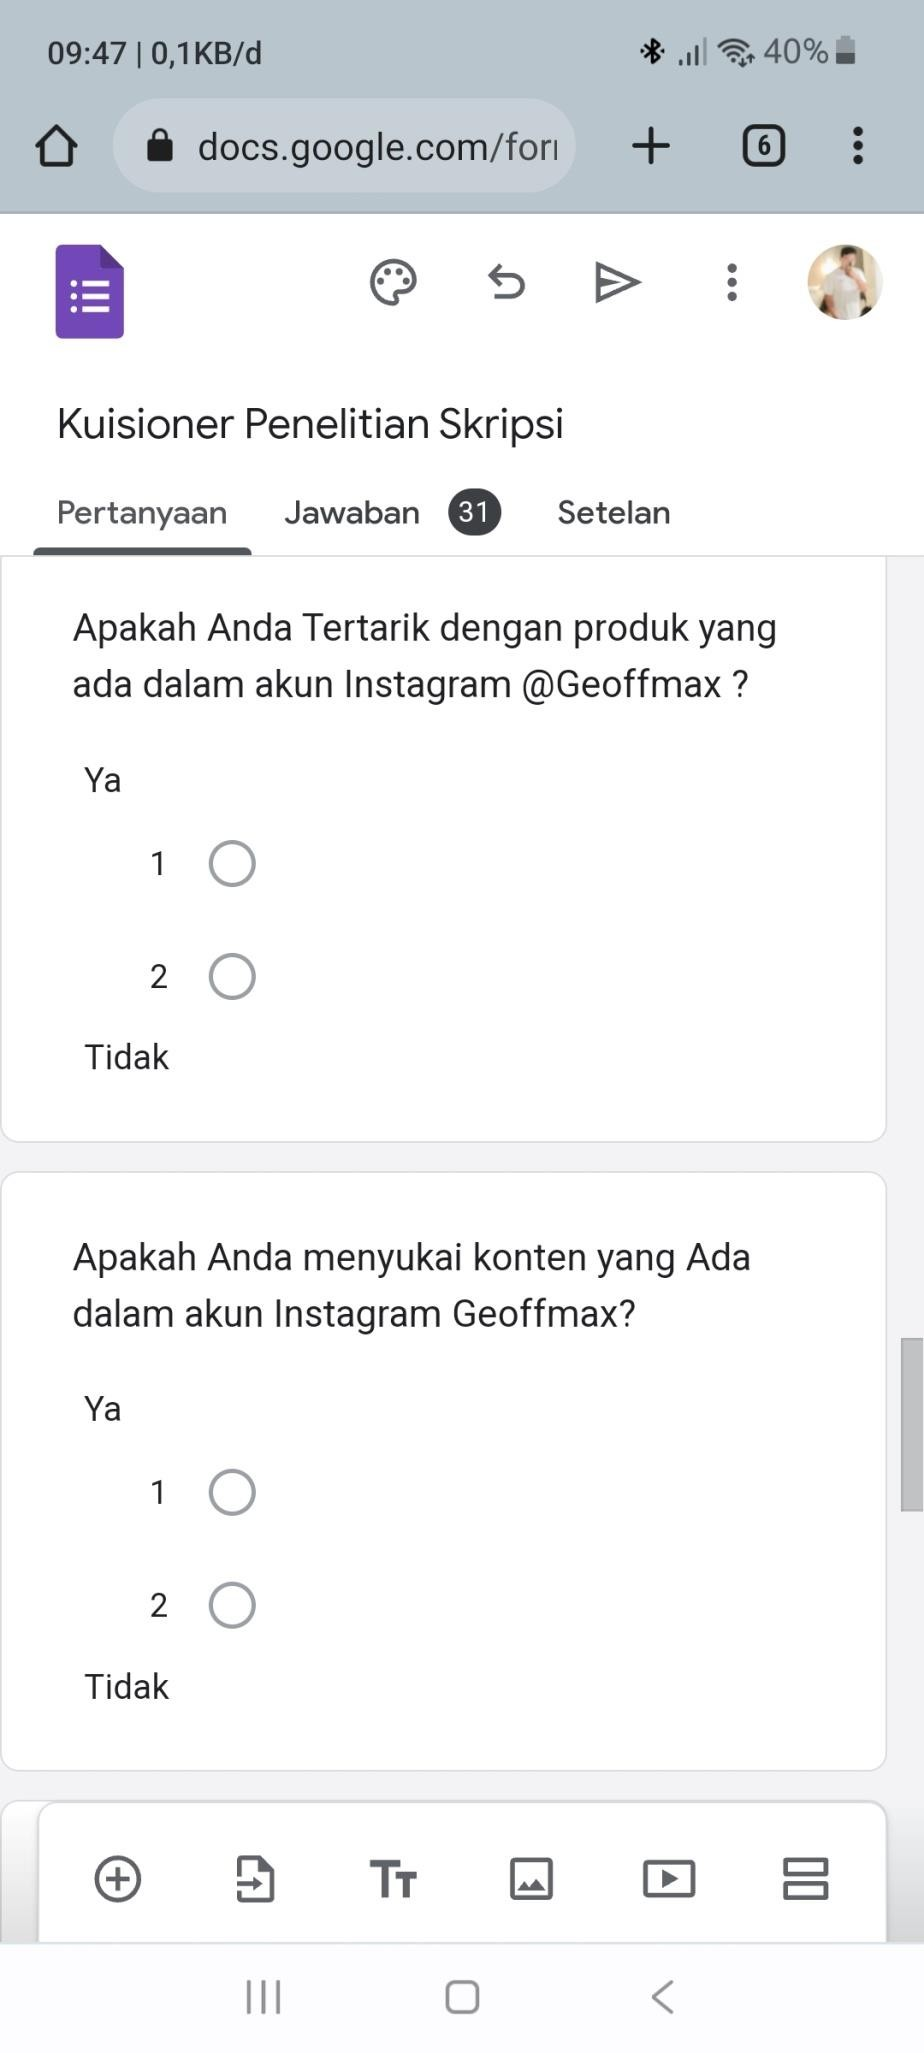 09:47 | 0,1KB/d
40%
docs.google.com/for
6
Kuisioner Penelitian Skripsi
Pertanyaan Jawaban 31 Setelan
Apakah Anda Tertarik dengan produk yang
ada dalam akun Instagram @Geoffmax ?
Ya
1
2
Tidak
Apakah Anda menyukai konten yang Ada
dalam akun Instagram Geoffmax?
Ya
1
2
Tidak